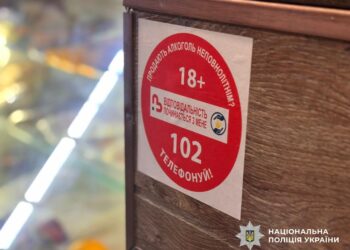 ПРОДАЮТЬ АЛКОГОЛЬ НЕПОВНОЛІТНІМ?
18+
ВІДПОВІДАЛЬНІСТЬ
ПОЧИНАЄТЬСЯ З МЕНЕ
102
ТЕЛЕФОНУЙ!
НАЦІОНАЛЬНА
ПОЛІЦІЯ УКРАЇНИ